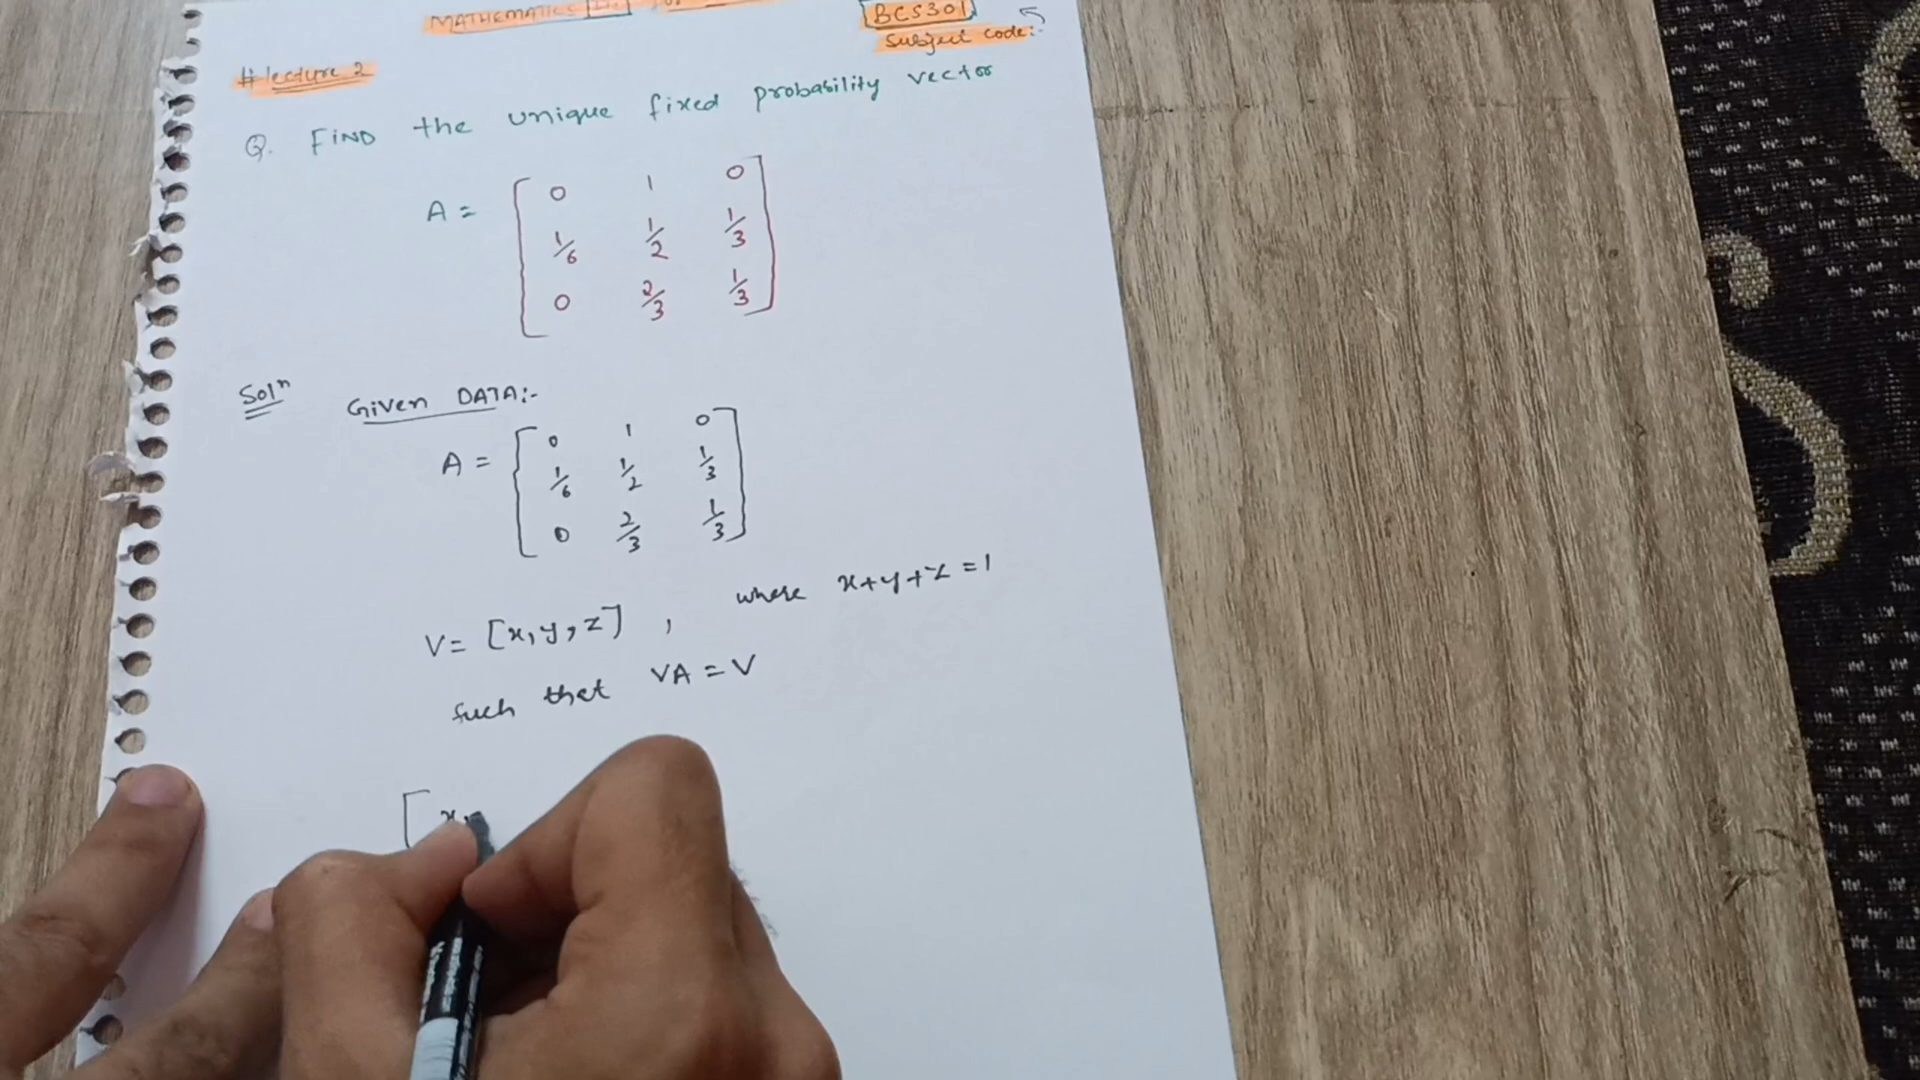 MATHEMATICS
BCS301
Subject code:-
#lecture 2
Q. FIND the unique fixed probability vector
A = [ 0 1 0
1/6 1/2 1/3
0 2/3 1/3 ]
Solⁿ Given DATA:-
A = [ 0 1 0
1/6 1/2 1/3
0 2/3 1/3 ]
V = [x, y, z] , where x+y+z =1
such that VA = V
[ x,